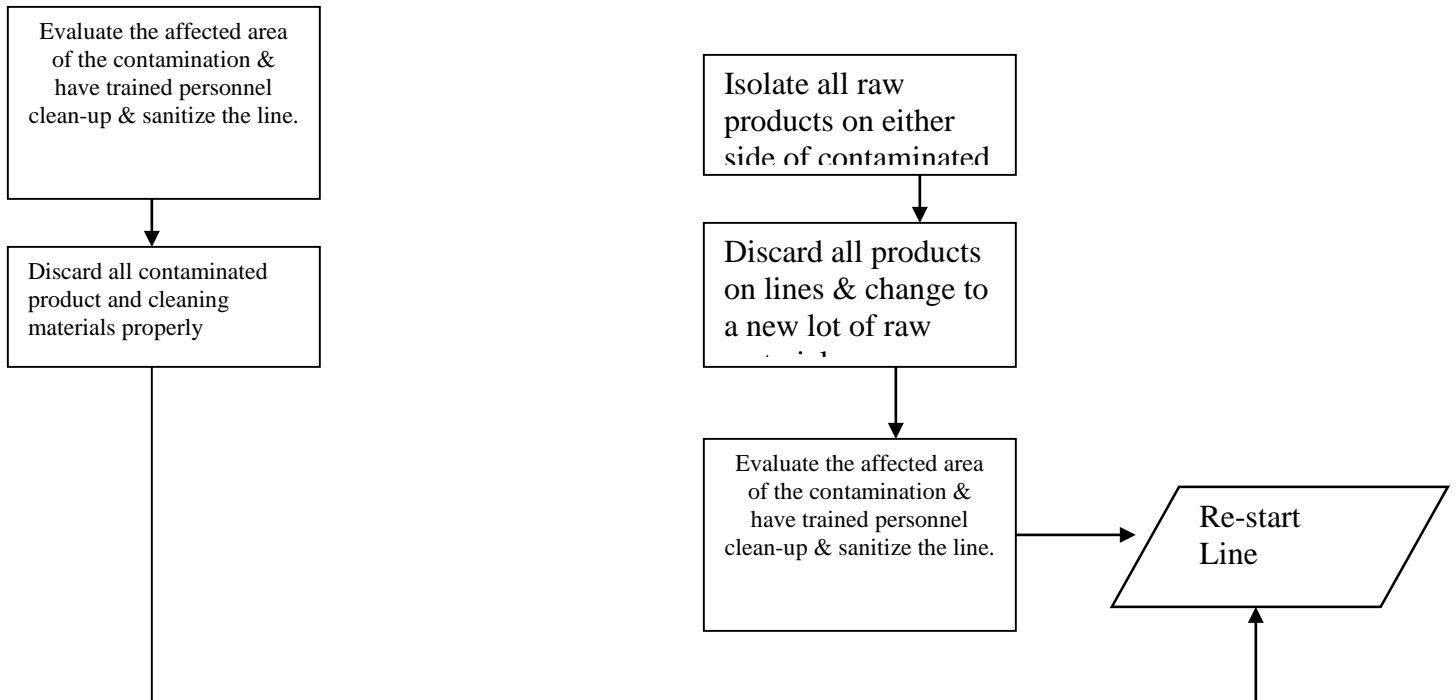 Evaluate the affected area
of the contamination &
have trained personnel
clean-up & sanitize the line.
Discard all contaminated
product and cleaning
materials properly
Isolate all raw
products on either
side of contaminated
Discard all products
on lines & change to
a new lot of raw
Evaluate the affected area
of the contamination &
have trained personnel
clean-up & sanitize the line.
Re-start
Line